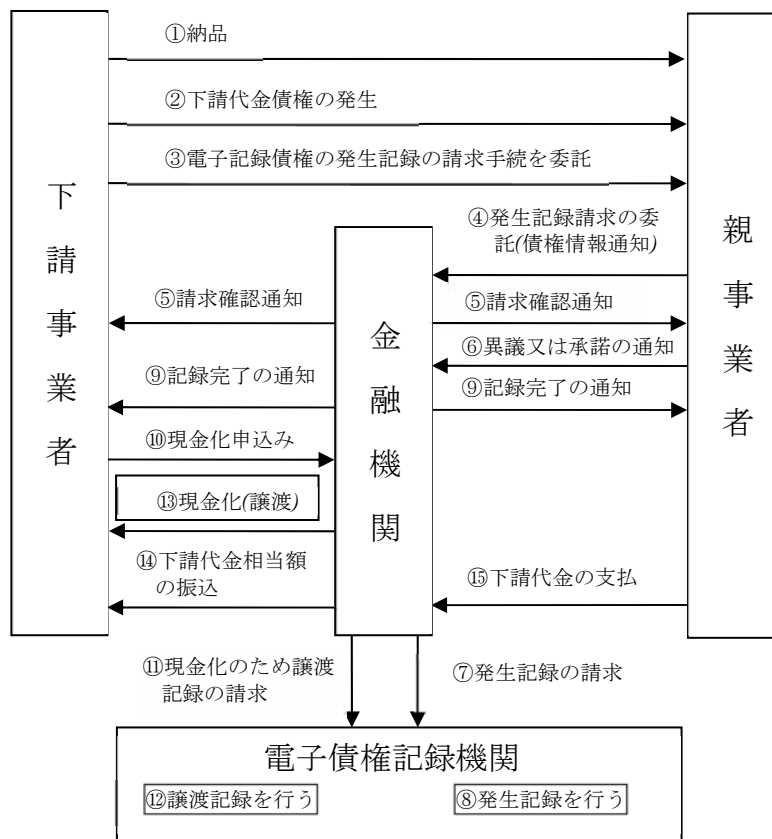 ①納品
②下請代金債権の発生
③電子記録債権の発生記録の請求手続を委託
下請事業者
親事業者
金融機関
④発生記録請求の委
託(債権情報通知)
⑤請求確認通知
⑤請求確認通知
⑥異議又は承諾の通知
⑨記録完了の通知
⑨記録完了の通知
⑩現金化申込み
⑬現金化(譲渡)
⑭下請代金相当額
の振込
⑮下請代金の支払
⑪現金化のため譲渡
記録の請求
⑦発生記録の請求
電子債権記録機関
⑫譲渡記録を行う
⑧発生記録を行う